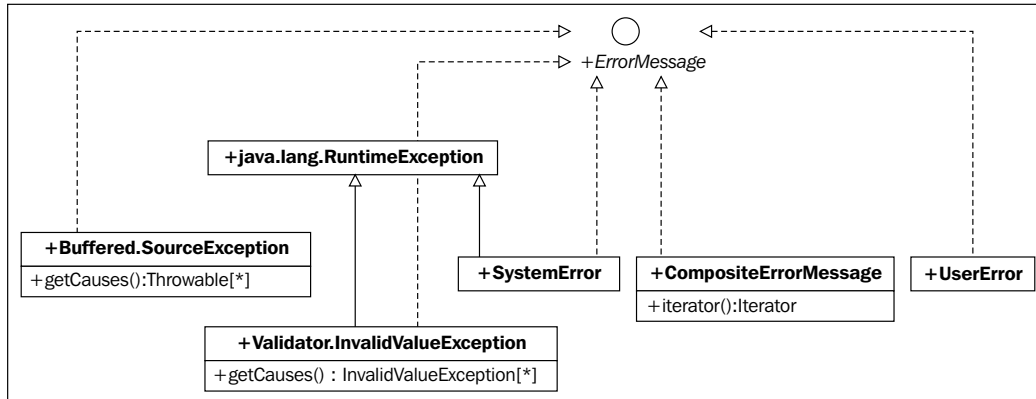 +ErrorMessage
+java.lang.RuntimeException
+Buffered.SourceException
+getCauses():Throwable[*]
+SystemError
+CompositeErrorMessage
+iterator():Iterator
+UserError
+Validator.InvalidValueException
+getCauses() : InvalidValueException[*]